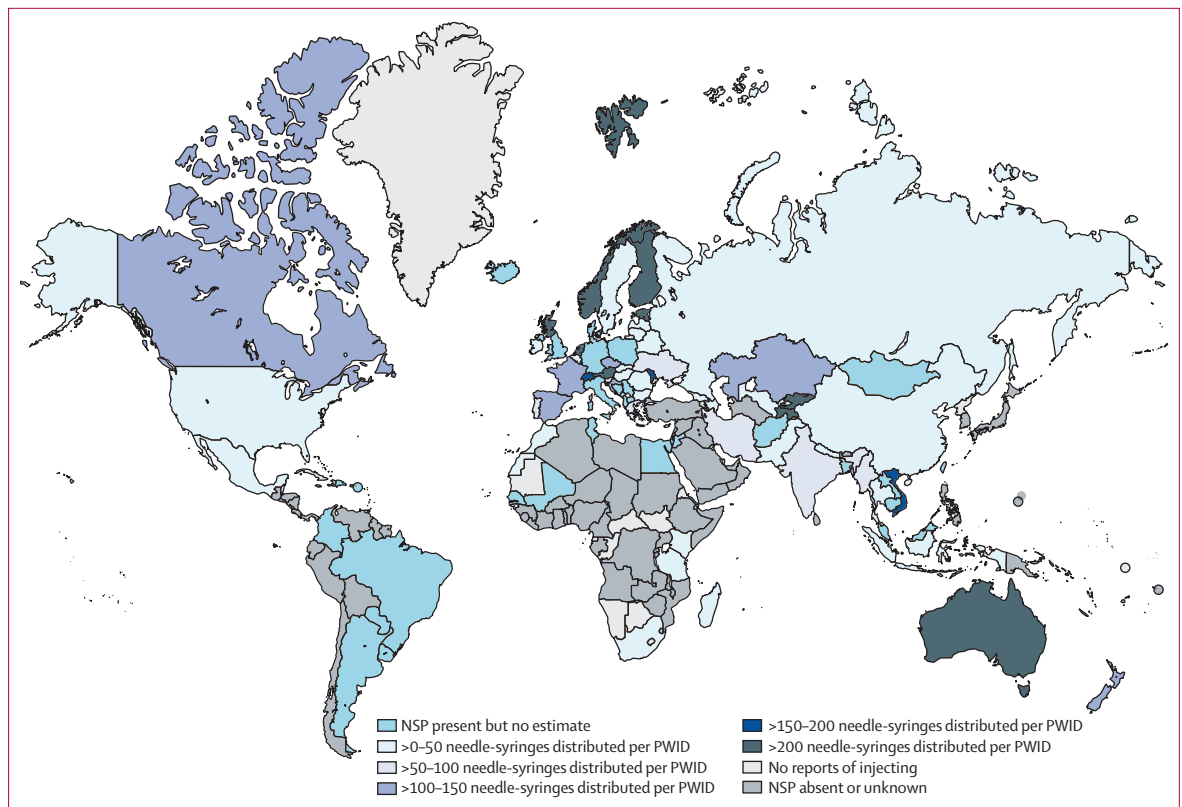 NSP present but no estimate
>0–50 needle-syringes distributed per PWID
>50–100 needle-syringes distributed per PWID
>100–150 needle-syringes distributed per PWID
>150–200 needle-syringes distributed per PWID
>200 needle-syringes distributed per PWID
No reports of injecting
NSP absent or unknown